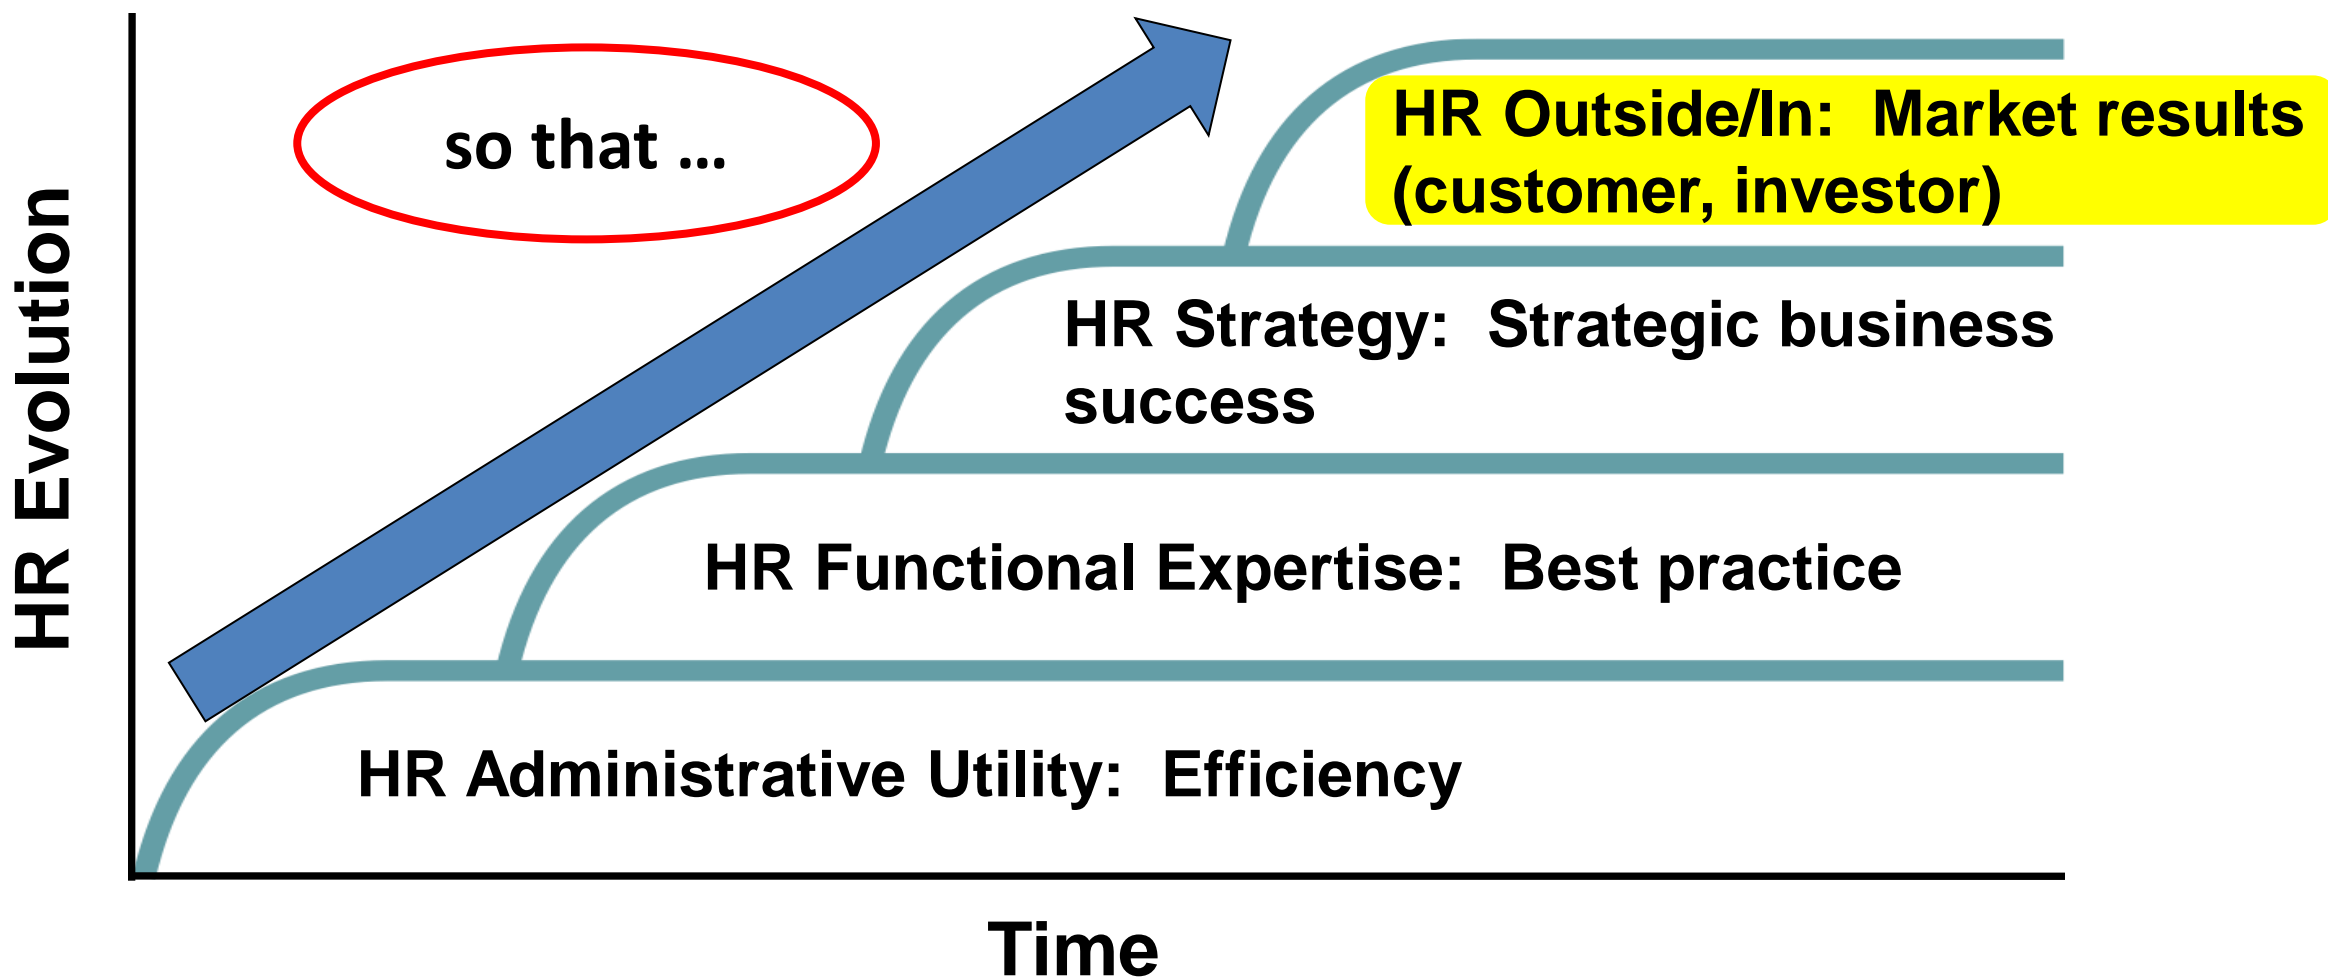 HR Evolution
so that ...
HR Outside/In: Market results
(customer, investor)
HR Strategy: Strategic business
success
HR Functional Expertise: Best practice
HR Administrative Utility: Efficiency
Time